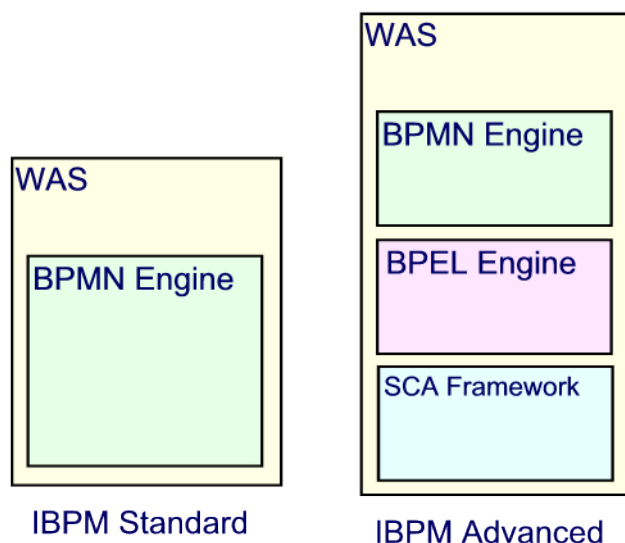 WAS
BPMN Engine
IBPM Standard
WAS
BPMN Engine
BPEL Engine
SCA Framework
IBPM Advanced